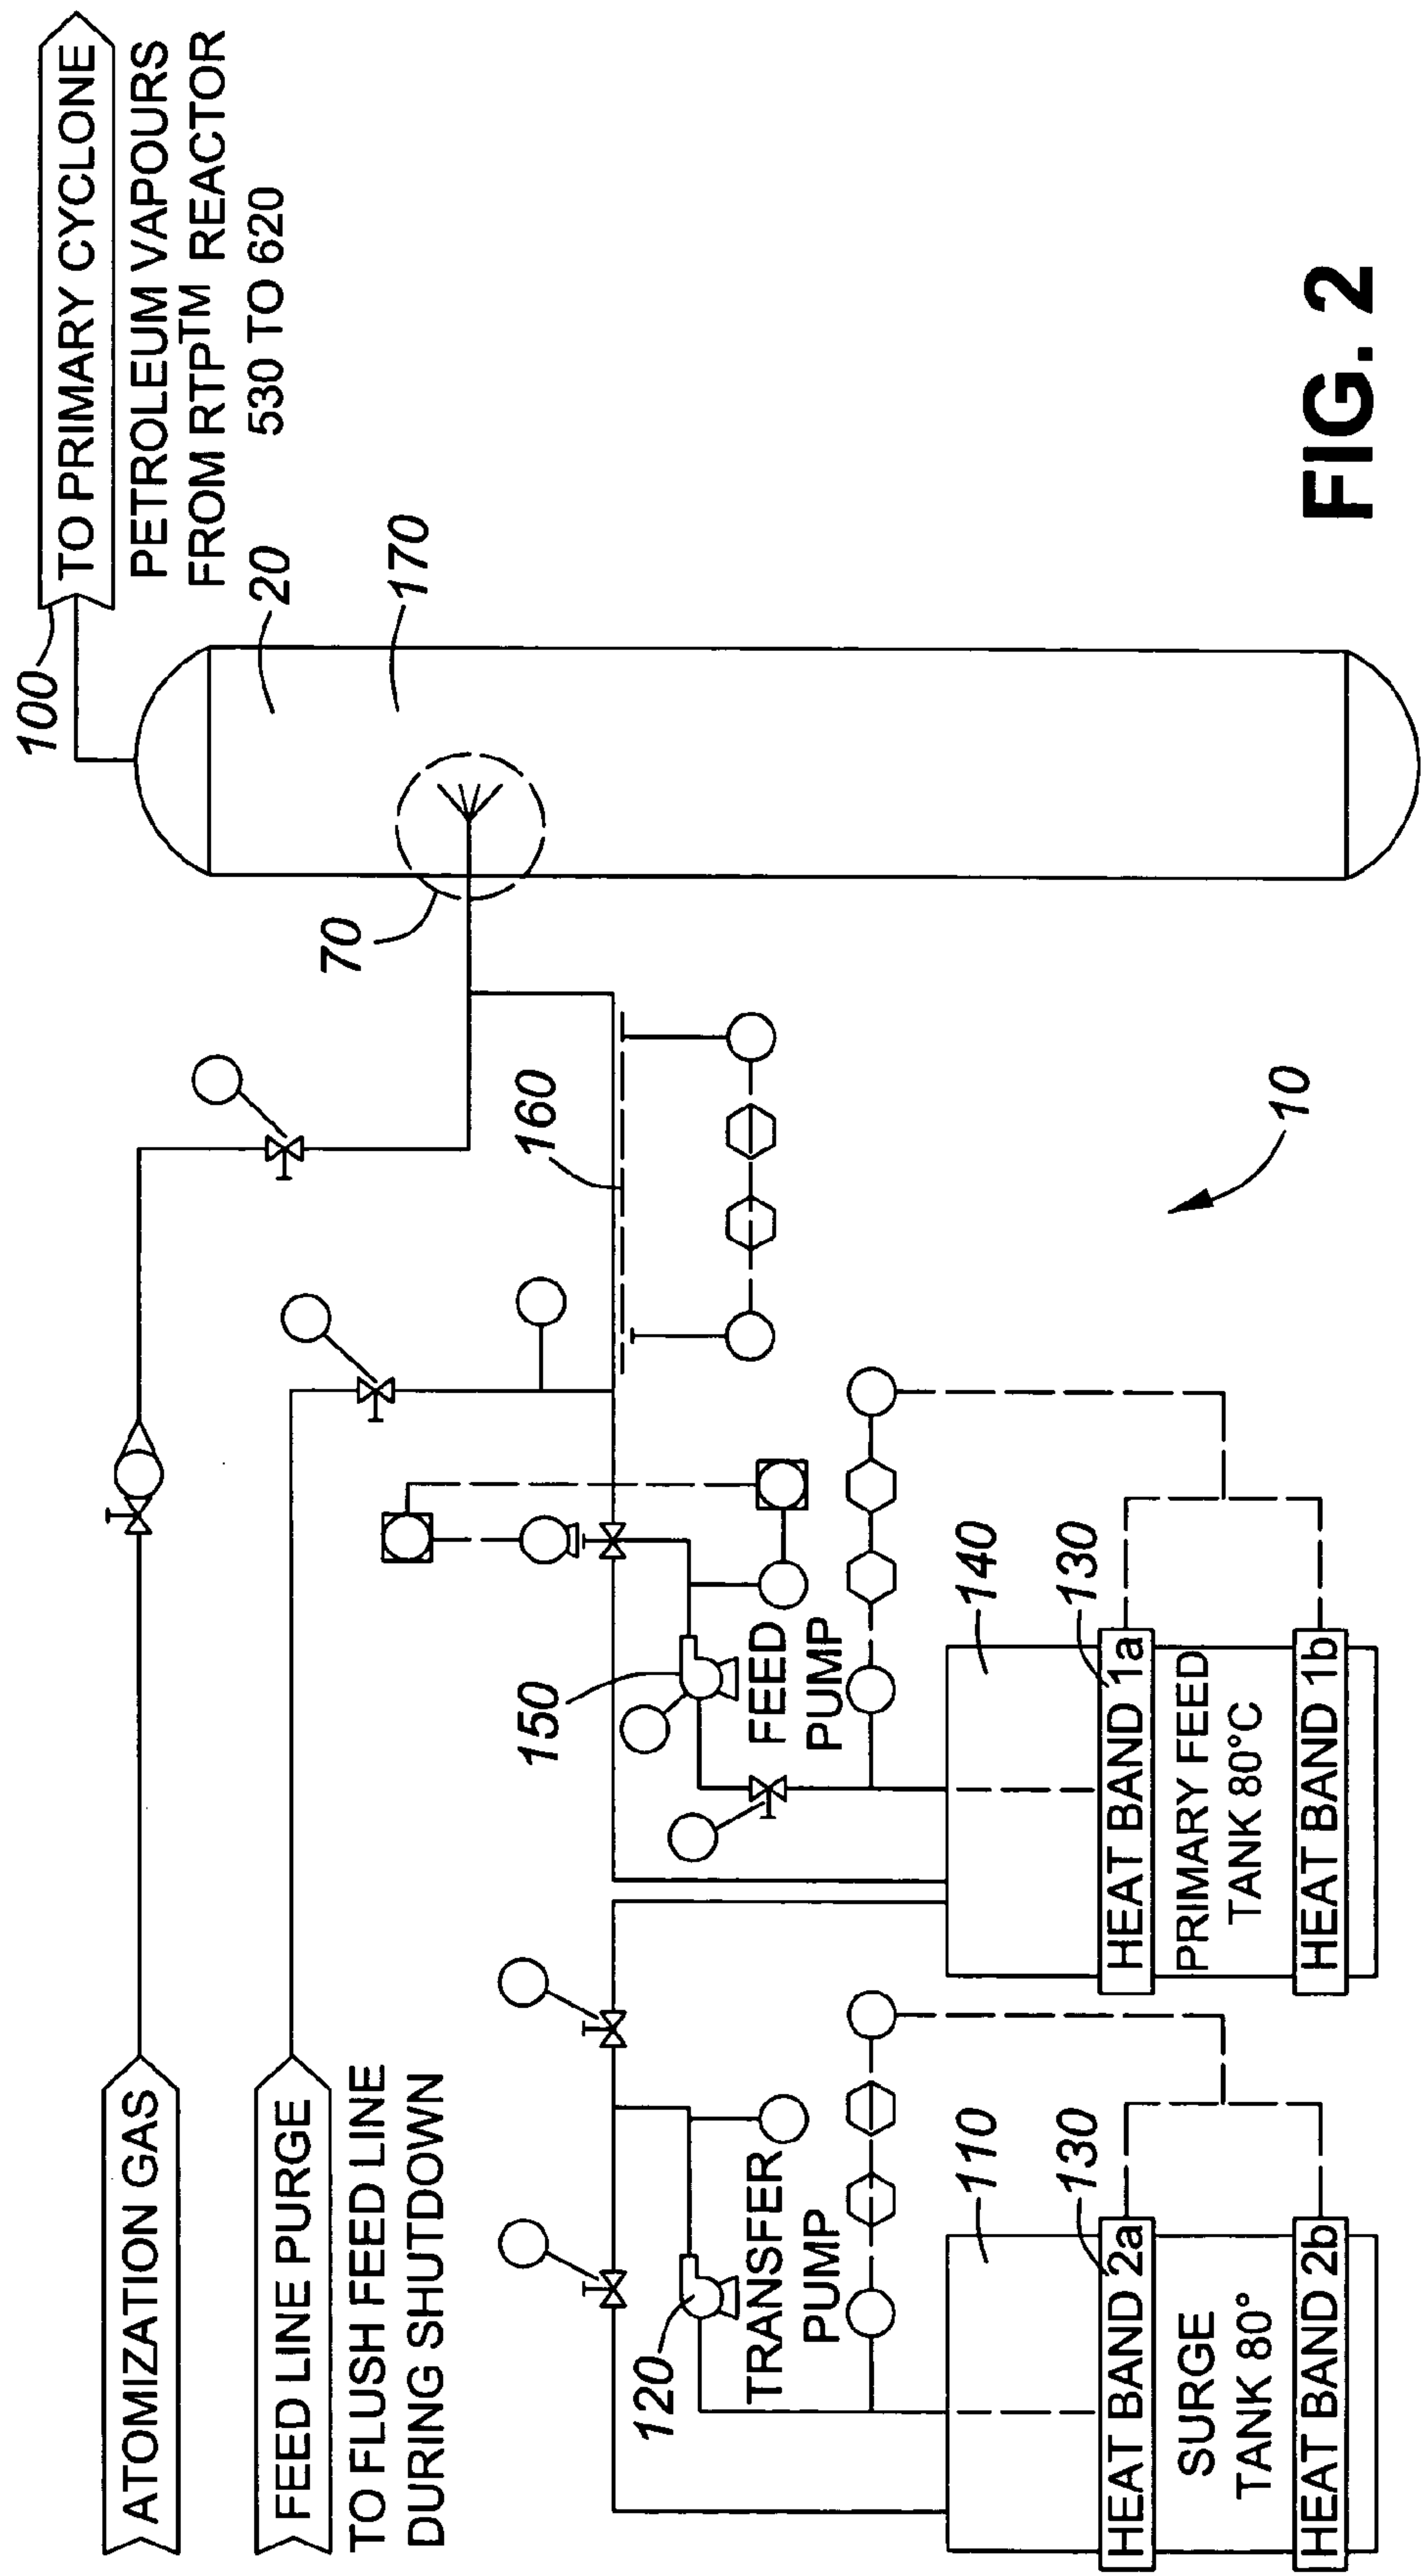 TO PRIMARY CYCLONE
PETROLEUM VAPOURS
FROM RTP™ REACTOR
530 TO 620
100
20
170
70
ATOMIZATION GAS
FEED LINE PURGE
TO FLUSH FEED LINE
DURING SHUTDOWN
160
150
FEED
PUMP
120
TRANSFER
PUMP
10
110
130
HEAT BAND 2a
SURGE
TANK 80°
HEAT BAND 2b
140
130
HEAT BAND 1a
PRIMARY FEED
TANK 80°C
HEAT BAND 1b
FIG. 2